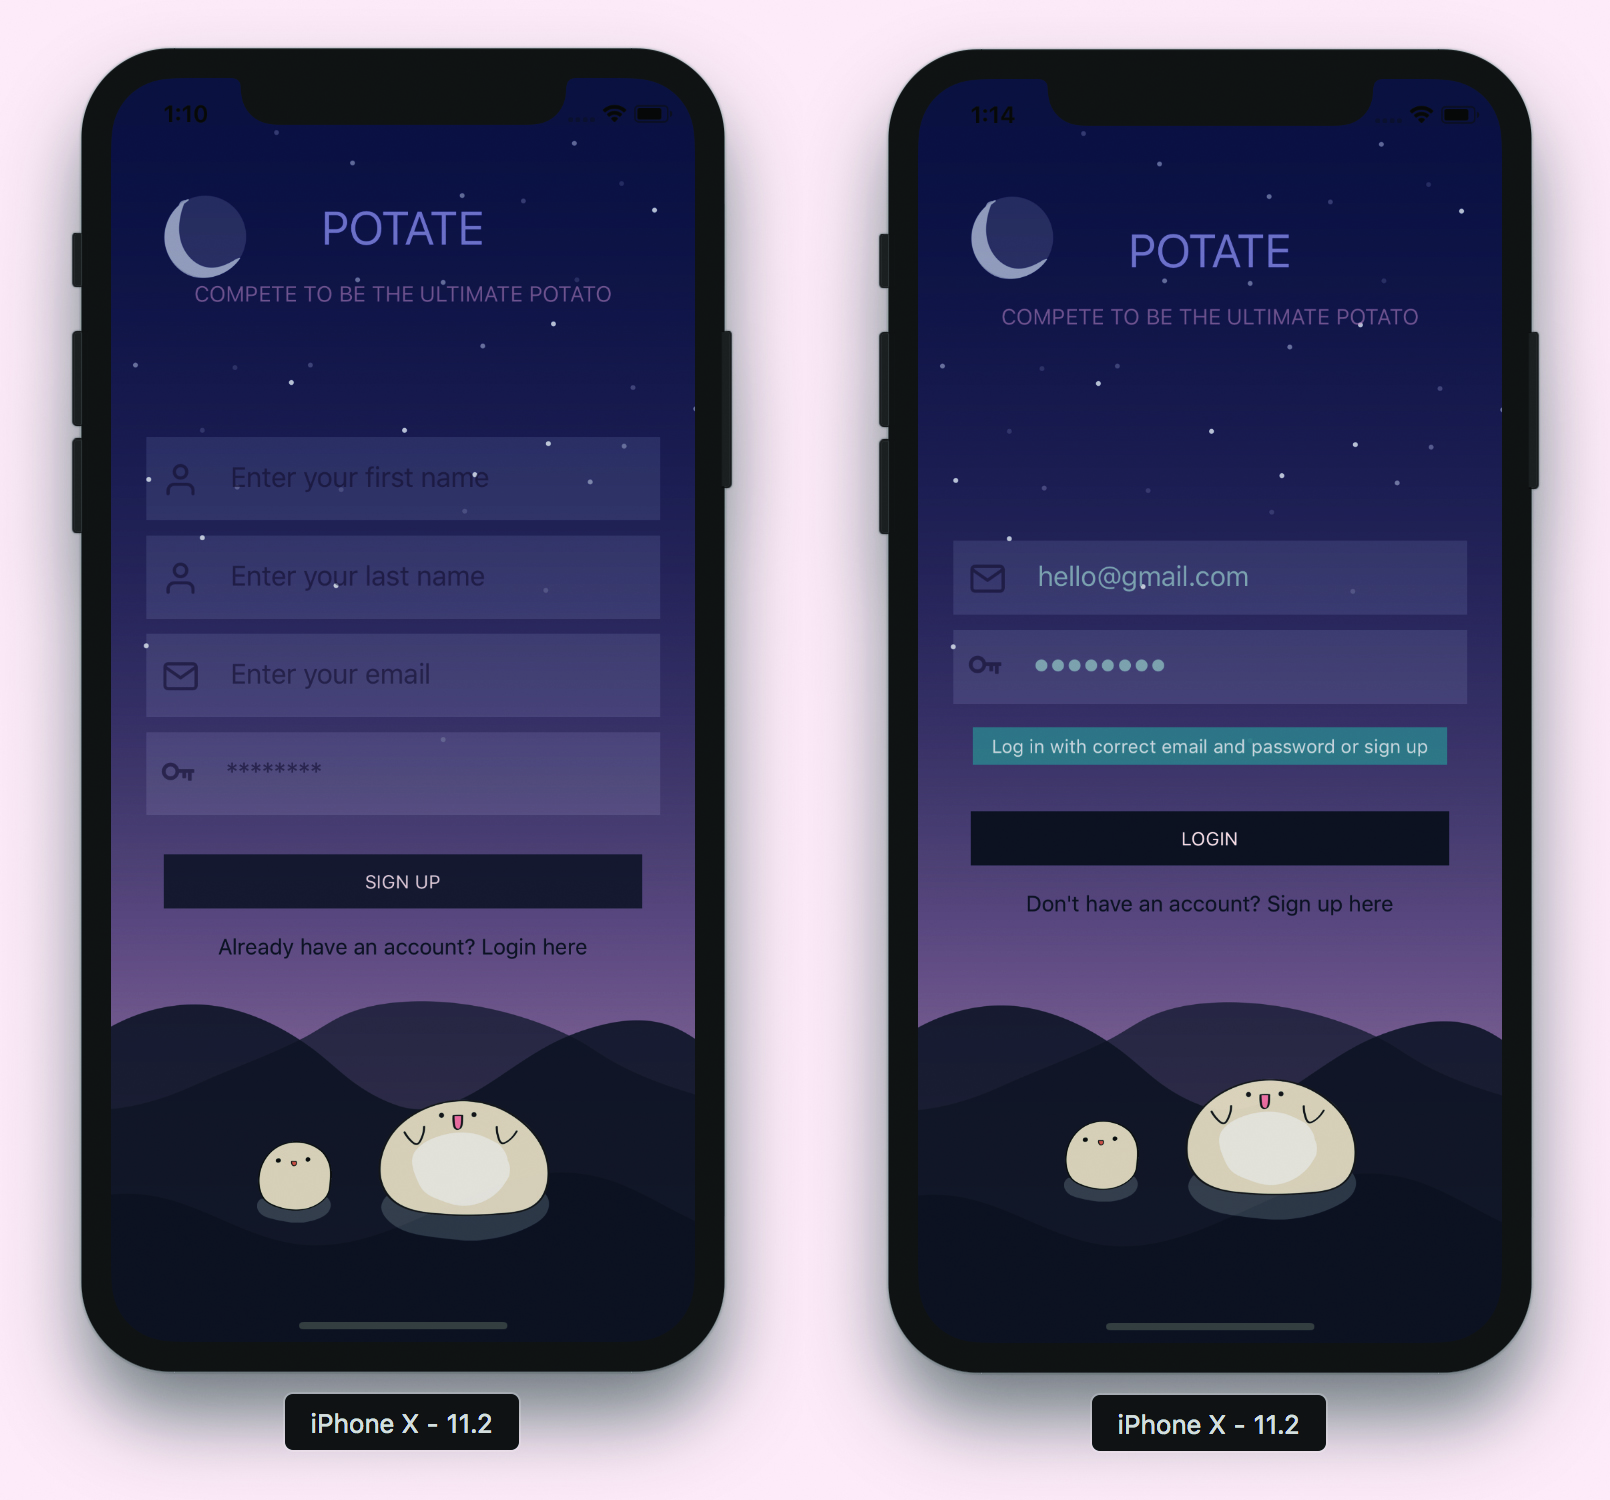 1:10
POTATE
COMPETE TO BE THE ULTIMATE POTATO
Enter your first name
Enter your last name
Enter your email
********
SIGN UP
Already have an account? Login here
iPhone X - 11.2
1:14
POTATE
COMPETE TO BE THE ULTIMATE POTATO
hello@gmail.com
●●●●●●●●
Log in with correct email and password or sign up
LOGIN
Don't have an account? Sign up here
iPhone X - 11.2